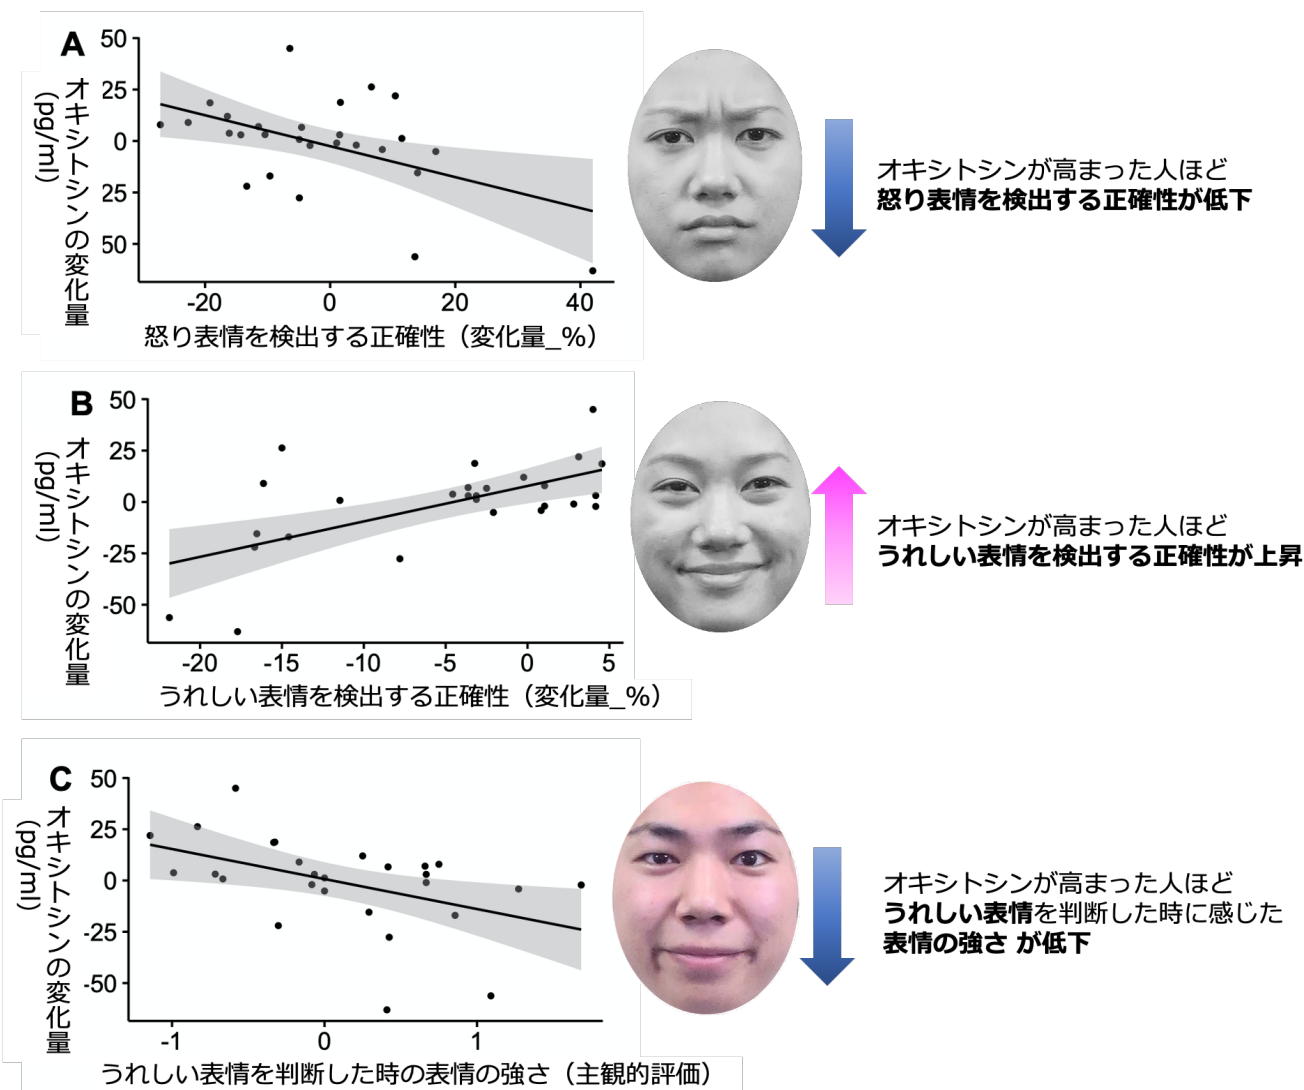 A
オキシトシンの変化量
(pg/ml)
50
25
0
25
50
-20
0
20
40
怒り表情を検出する正確性（変化量_%）
オキシトシンが高まった人ほど
怒り表情を検出する正確性が低下
B
オキシトシンの変化量
(pg/ml)
50
25
0
-25
-50
-20
-15
-10
-5
0
5
うれしい表情を検出する正確性（変化量_%）
オキシトシンが高まった人ほど
うれしい表情を検出する正確性が上昇
C
オキシトシンの変化量
(pg/ml)
50
25
0
-25
-50
-1
0
1
うれしい表情を判断した時の表情の強さ（主観的評価）
オキシトシンが高まった人ほど
うれしい表情を判断した時に感じた
表情の強さ が低下